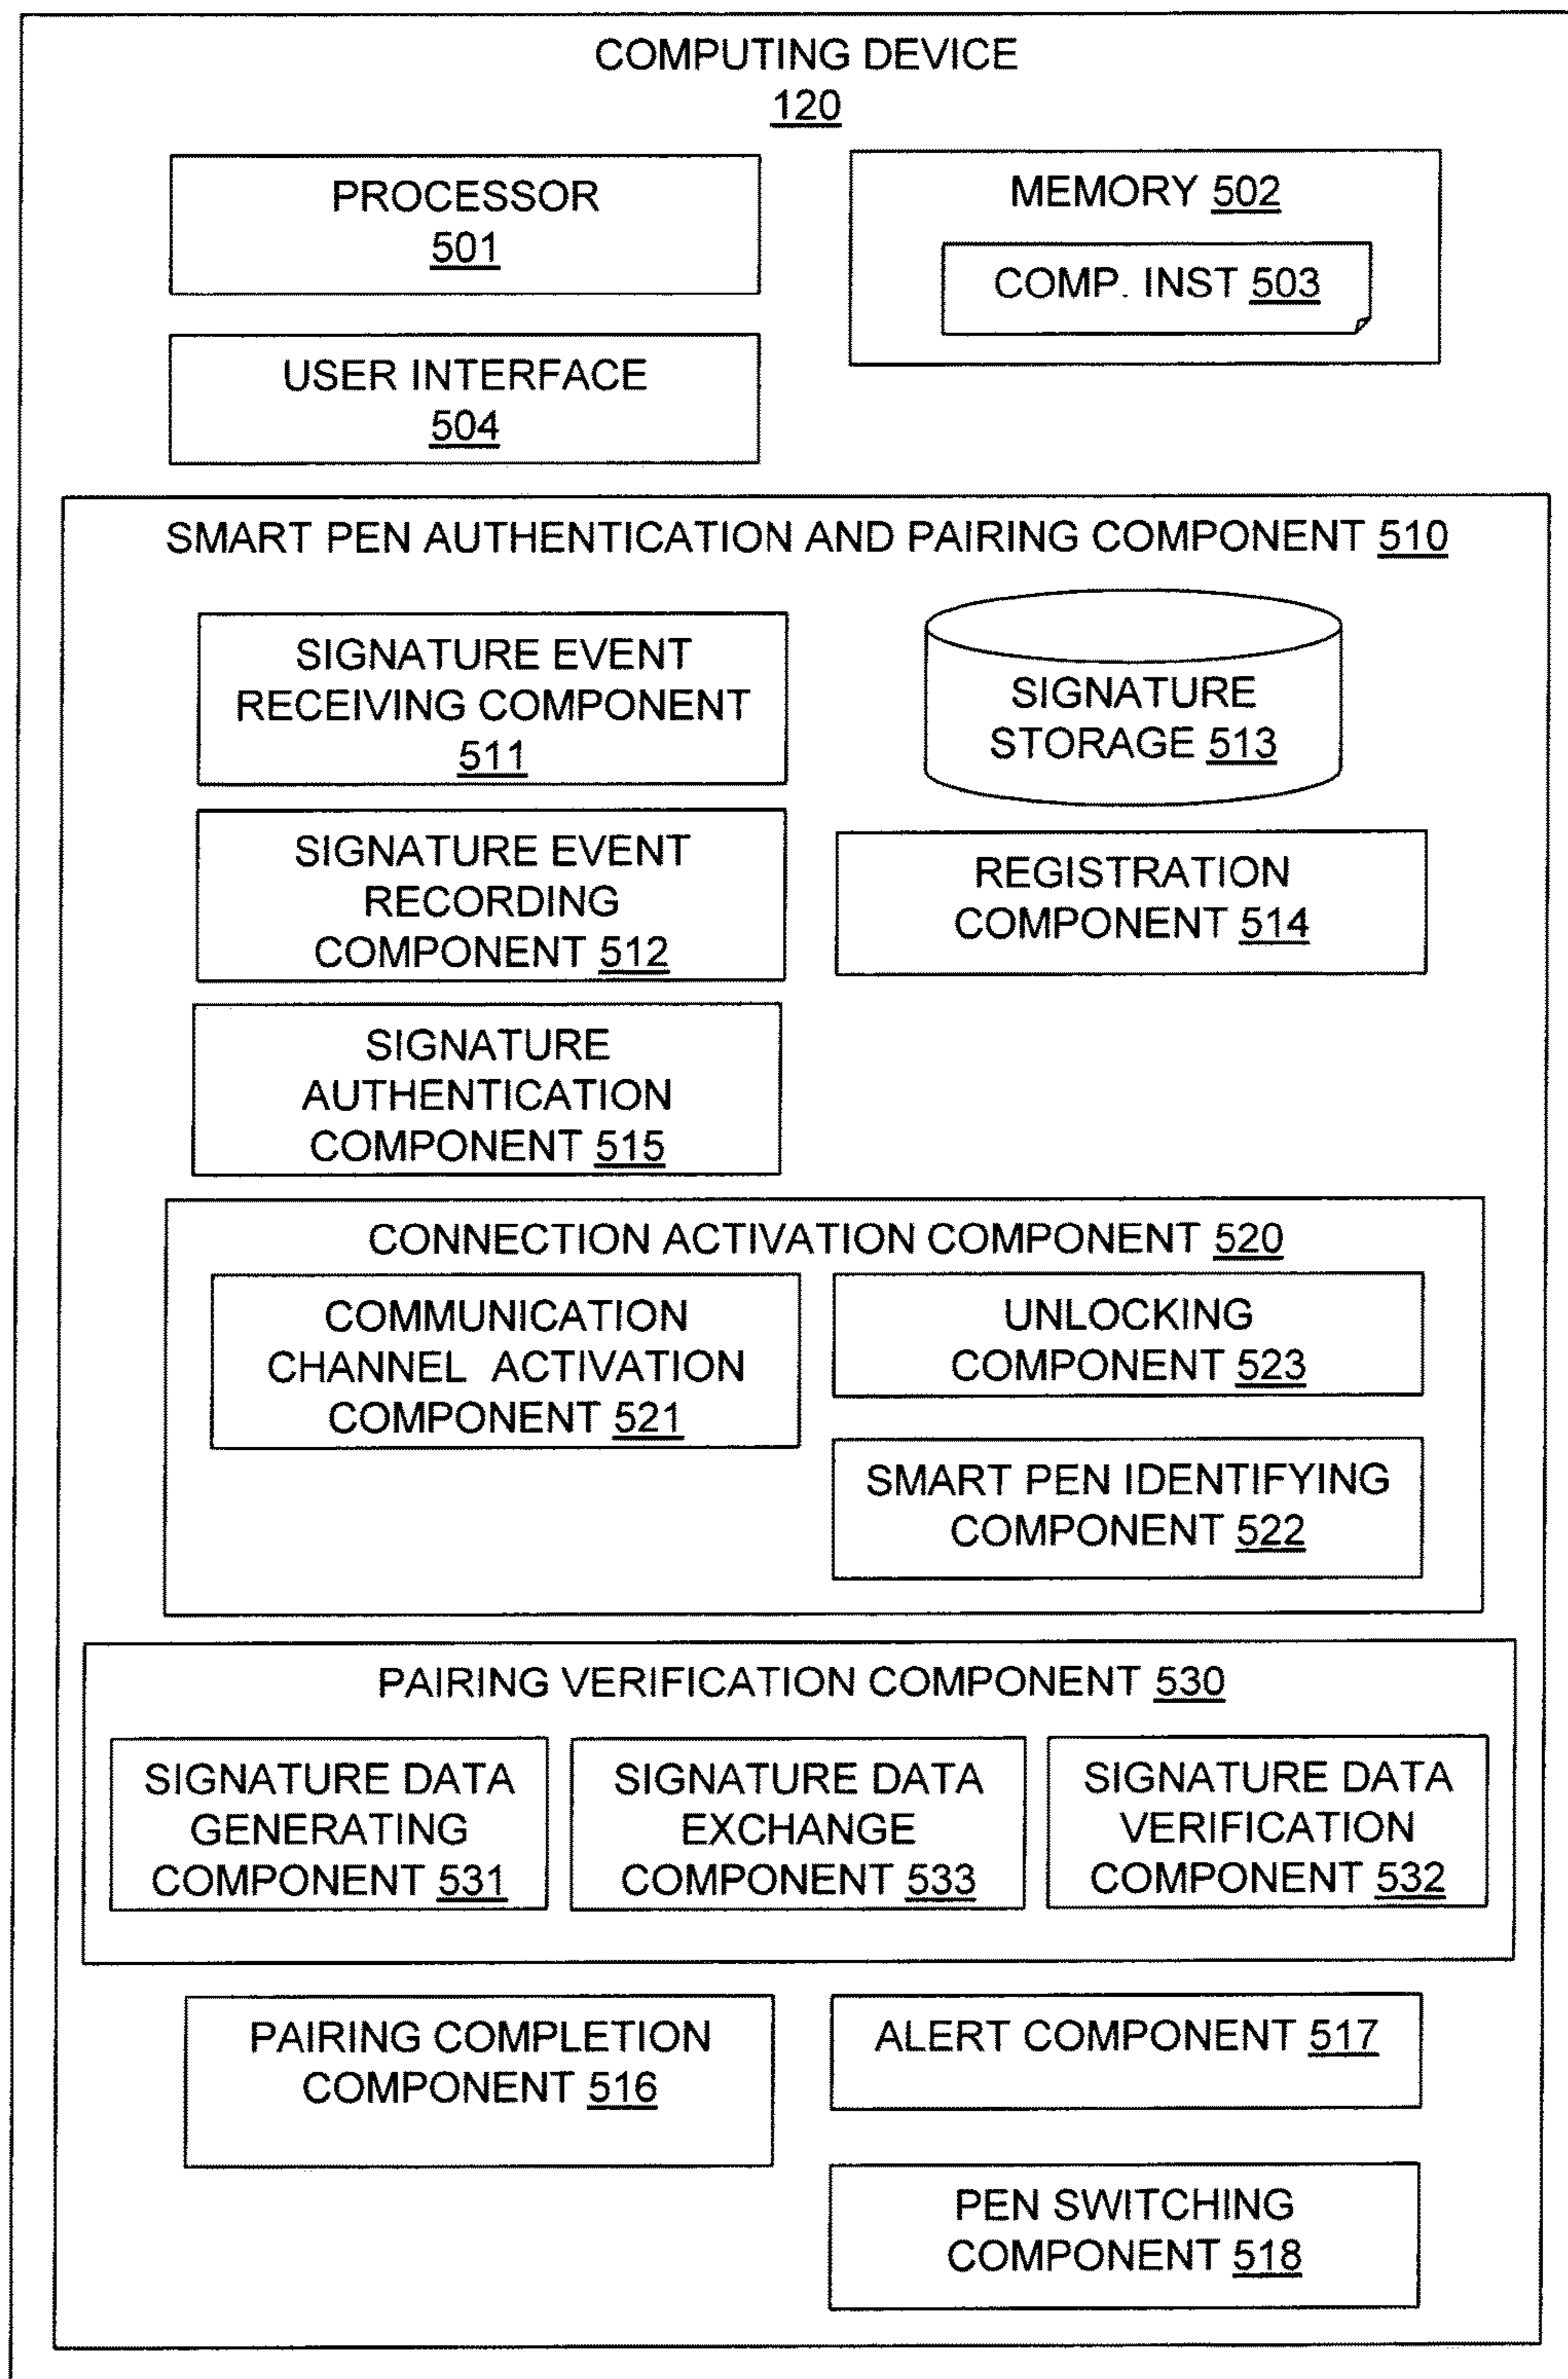 COMPUTING DEVICE
120
PROCESSOR
501
MEMORY 502
COMP. INST 503
USER INTERFACE
504
SMART PEN AUTHENTICATION AND PAIRING COMPONENT 510
SIGNATURE EVENT
RECEIVING COMPONENT
511
SIGNATURE
STORAGE 513
SIGNATURE EVENT
RECORDING
COMPONENT 512
REGISTRATION
COMPONENT 514
SIGNATURE
AUTHENTICATION
COMPONENT 515
CONNECTION ACTIVATION COMPONENT 520
COMMUNICATION
CHANNEL ACTIVATION
COMPONENT 521
UNLOCKING
COMPONENT 523
SMART PEN IDENTIFYING
COMPONENT 522
PAIRING VERIFICATION COMPONENT 530
SIGNATURE DATA
GENERATING
COMPONENT 531
SIGNATURE DATA
EXCHANGE
COMPONENT 533
SIGNATURE DATA
VERIFICATION
COMPONENT 532
PAIRING COMPLETION
COMPONENT 516
ALERT COMPONENT 517
PEN SWITCHING
COMPONENT 518